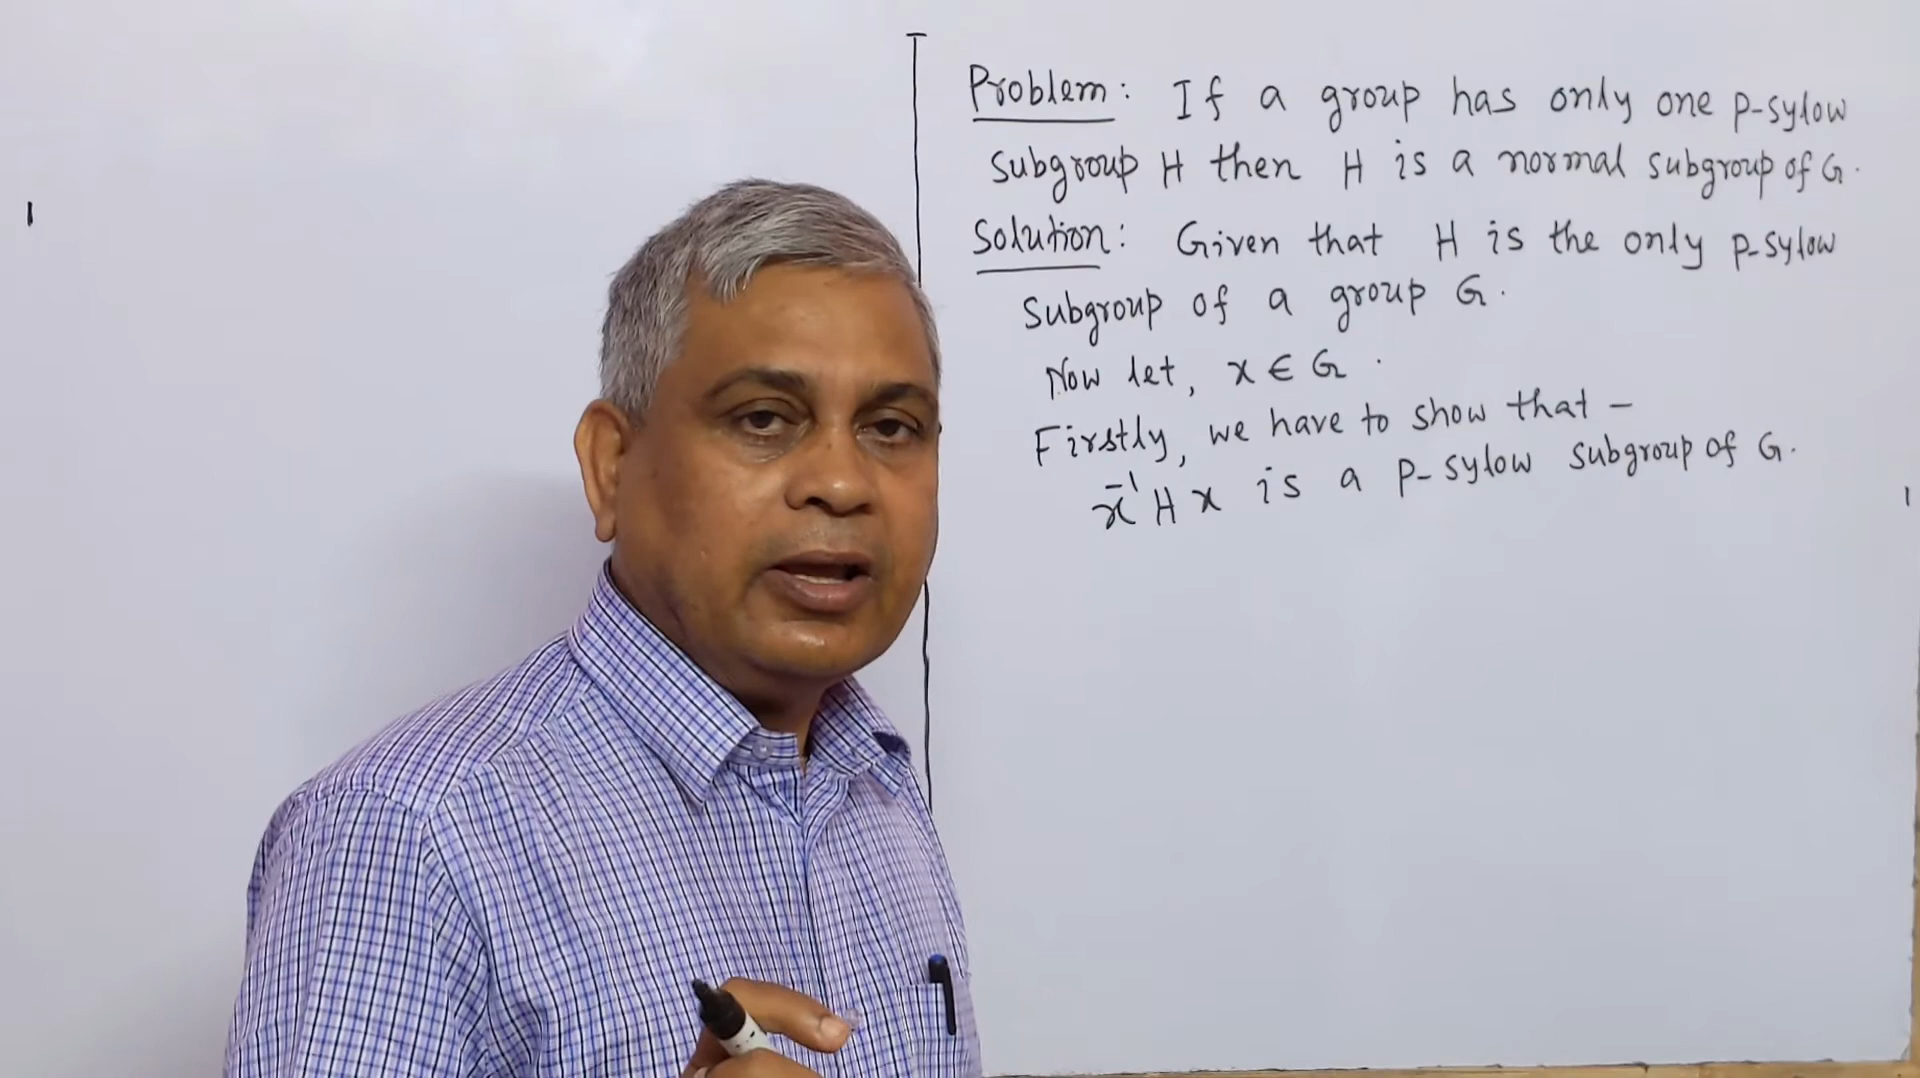 Problem: If a group has only one p-sylow
subgroup H then H is a normal subgroup of G.
Solution: Given that H is the only p-sylow
subgroup of a group G.
Now let, x ∈ G.
Firstly, we have to show that –
x⁻¹Hx is a p-sylow subgroup of G.